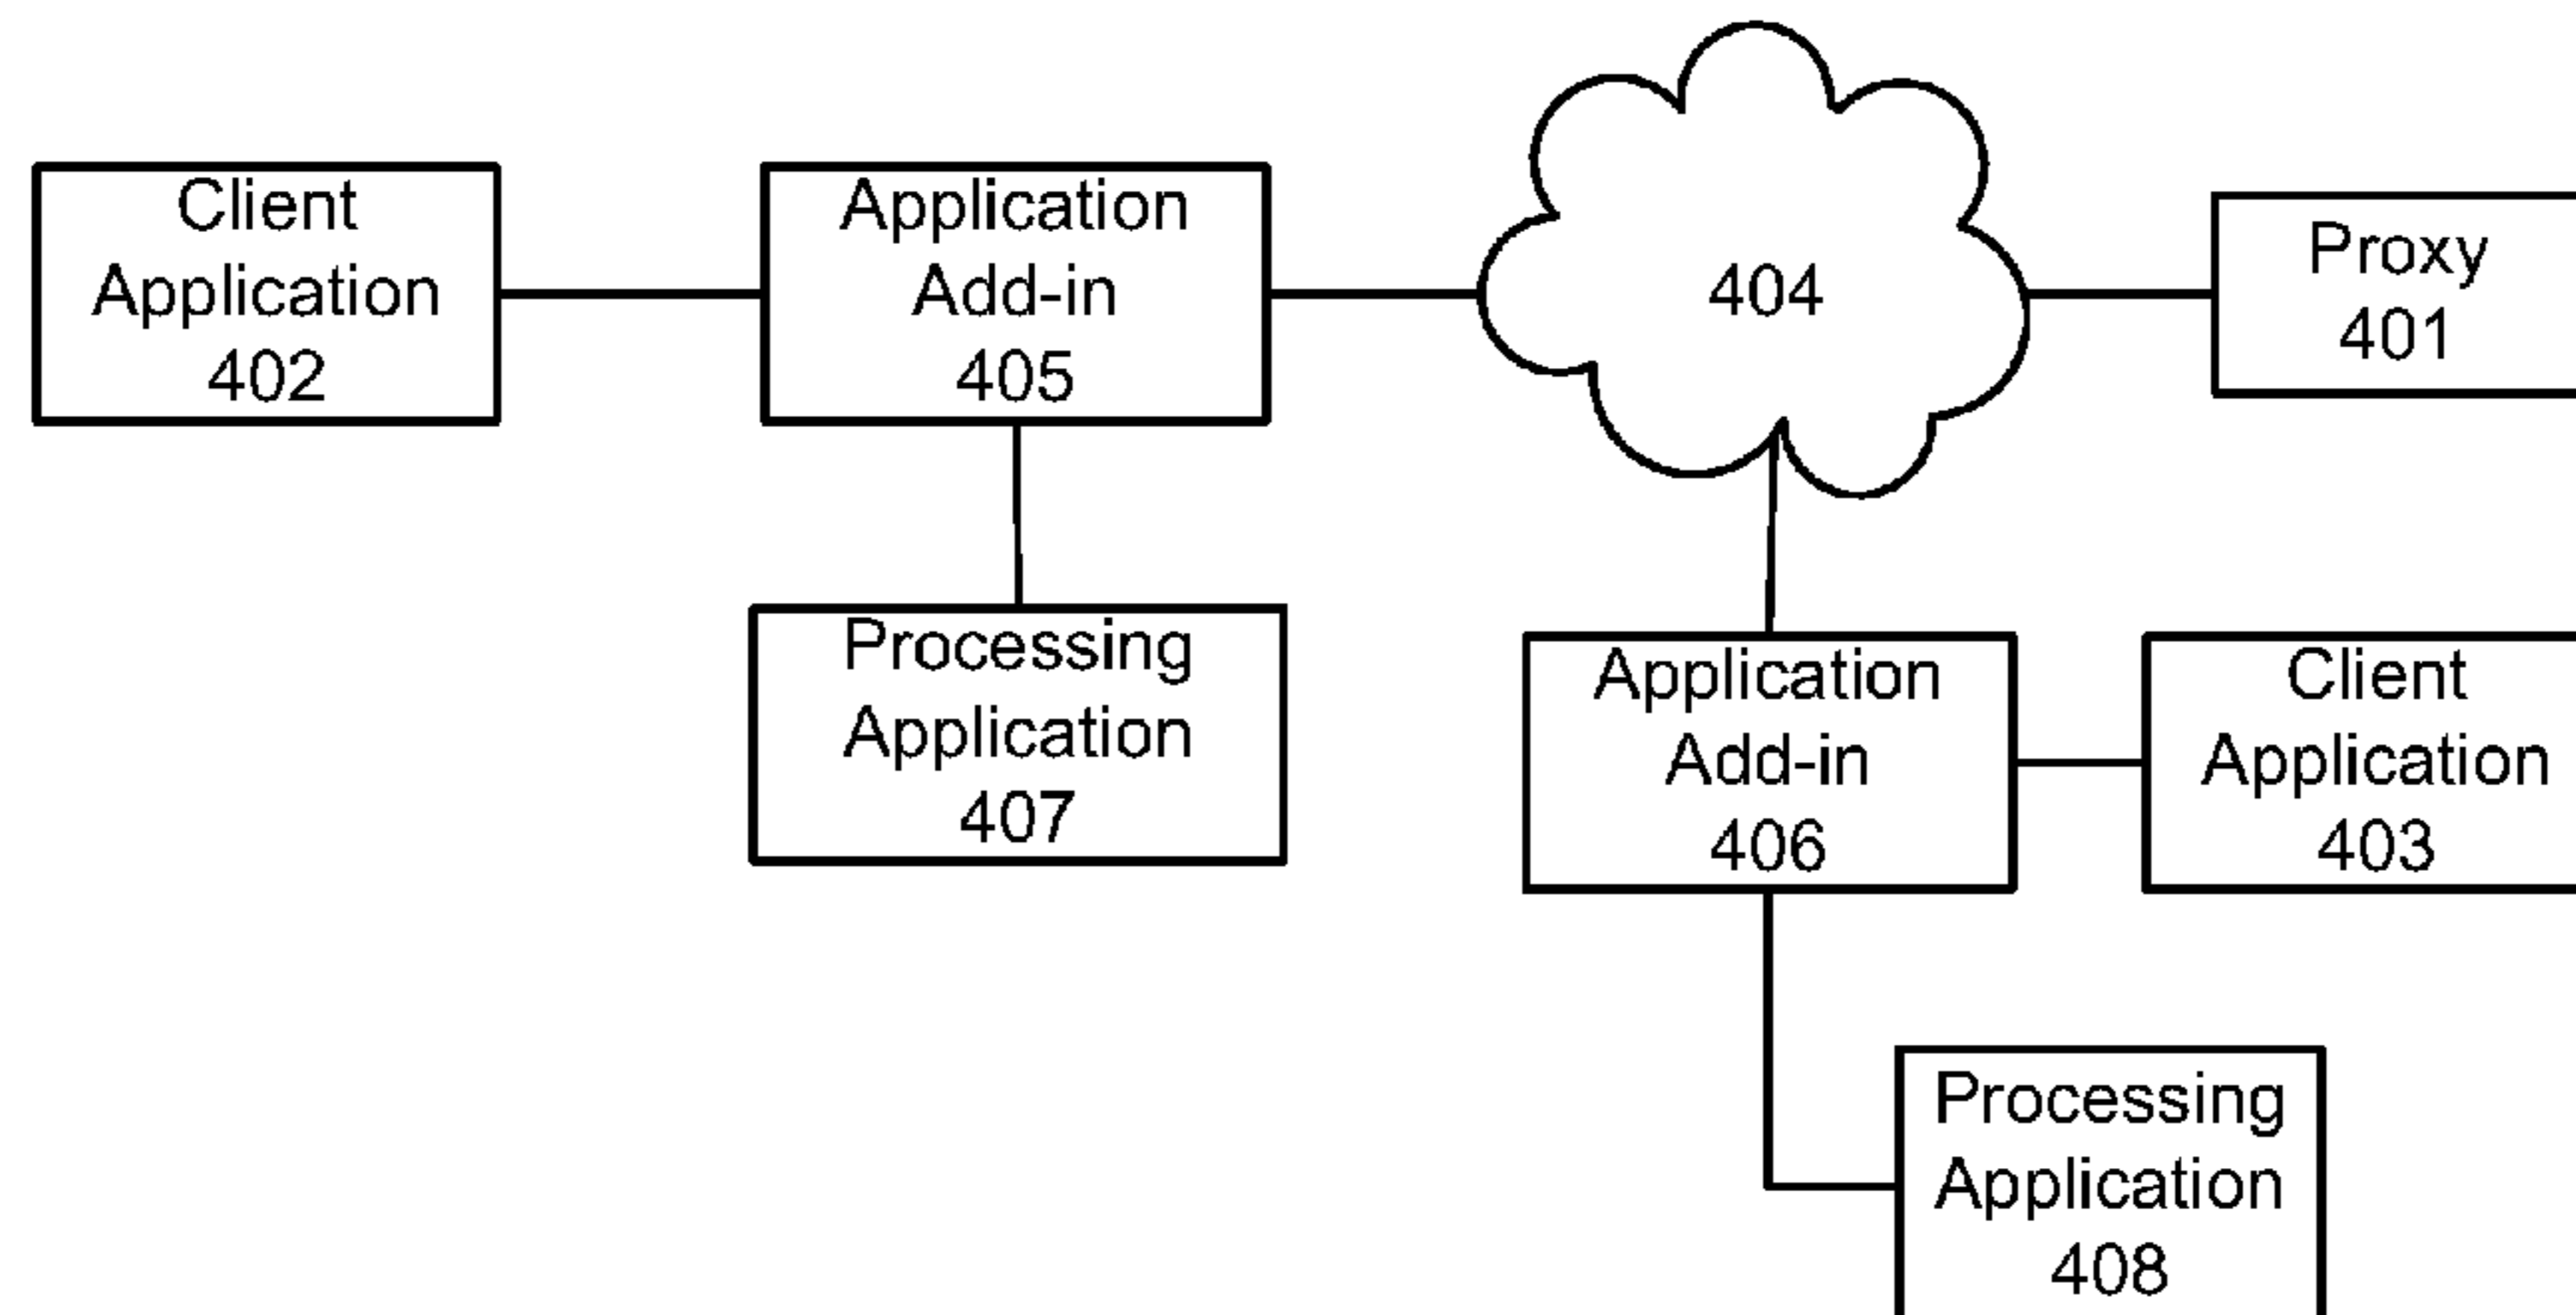 Client
Application
402
Application
Add-in
405
404
Proxy
401
Processing
Application
407
Application
Add-in
406
Client
Application
403
Processing
Application
408